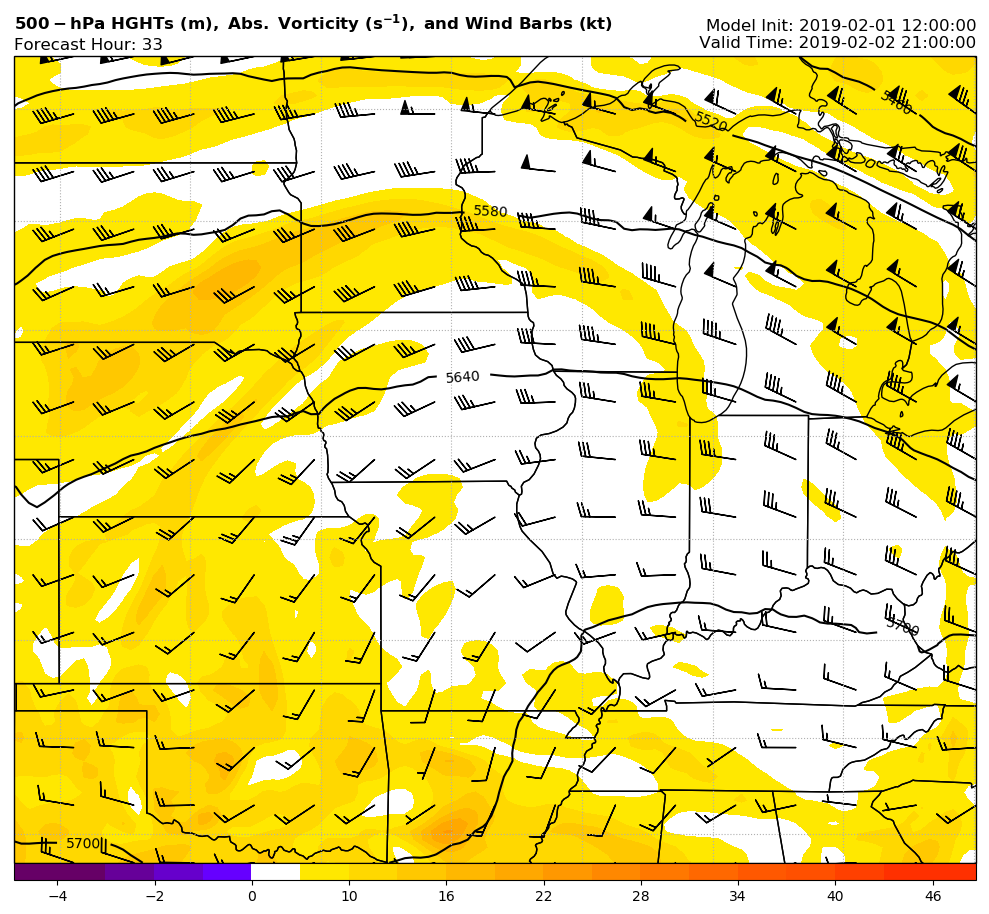 500−hPa HGHTs (m), Abs. Vorticity (s⁻¹), and Wind Barbs (kt)
Model Init: 2019-02-01 12:00:00
Forecast Hour: 33
Valid Time: 2019-02-02 21:00:00
5460
5520
5580
5640
5700
5700
−4 −2 0 10 16 22 28 34 40 46